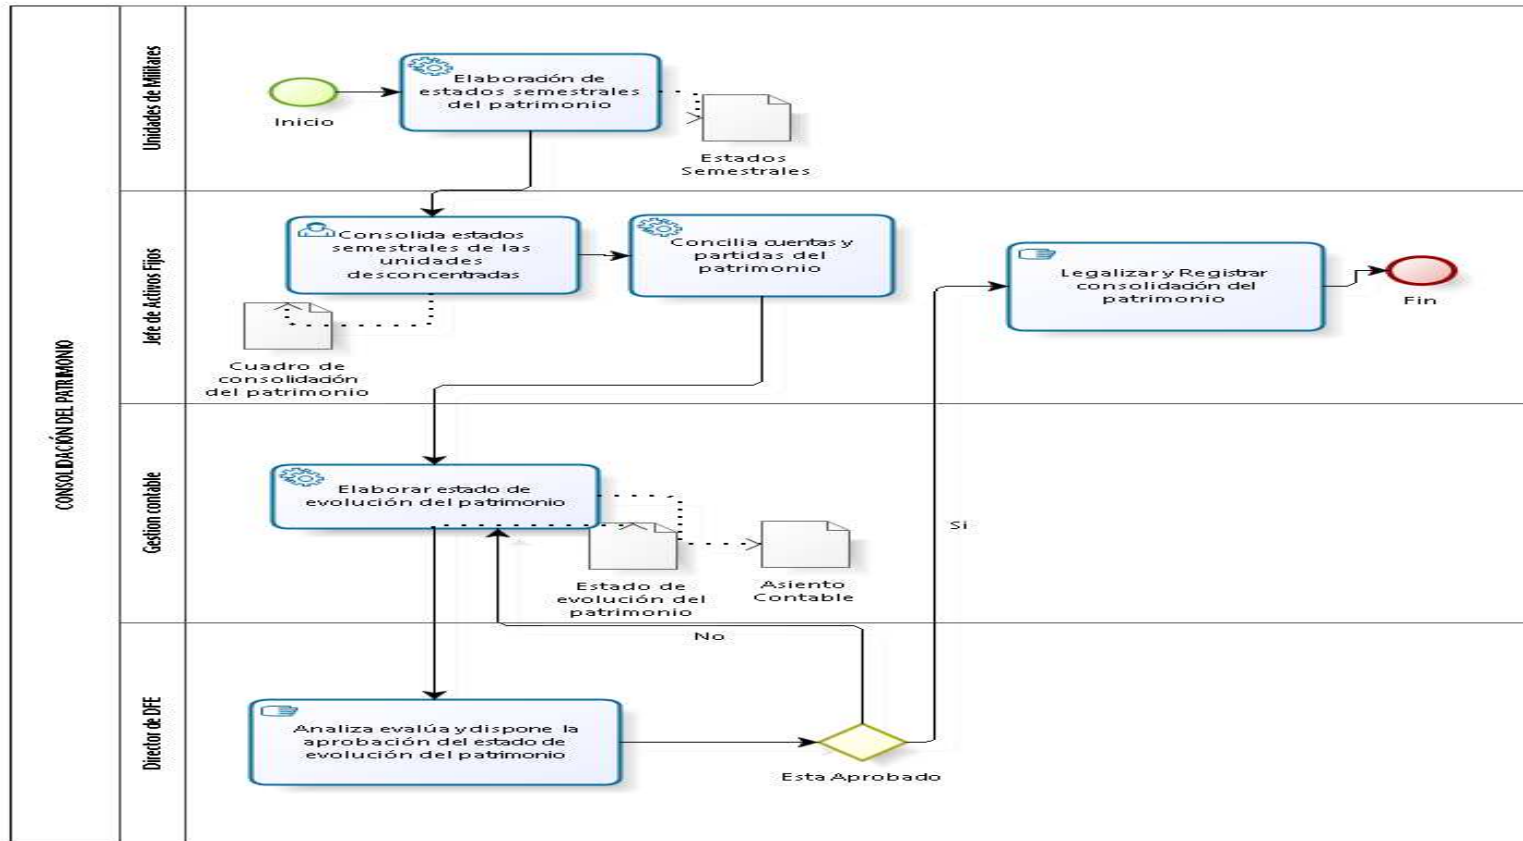 CONSOLIDACIÓN DEL PATRIMONIO
Unidades de Militares
Inicio
Elaboración de
estados semestrales
del patrimonio
Estados
Semestrales
Jefe de Activos Fijos
Consolida estados
semestrales de las
unidades
desconcentradas
Cuadro de
consolidación
del patrimonio
Concilia cuentas y
partidas del
patrimonio
Legalizar y Registrar
consolidación del
patrimonio
Fin
Gestion contable
Elaborar estado de
evolución del patrimonio
Estado de
evolución del
patrimonio
Asiento
Contable
Si
No
Director de DFE
Analiza evalúa y dispone la
aprobación del estado de
evolución del patrimonio
Esta Aprobado